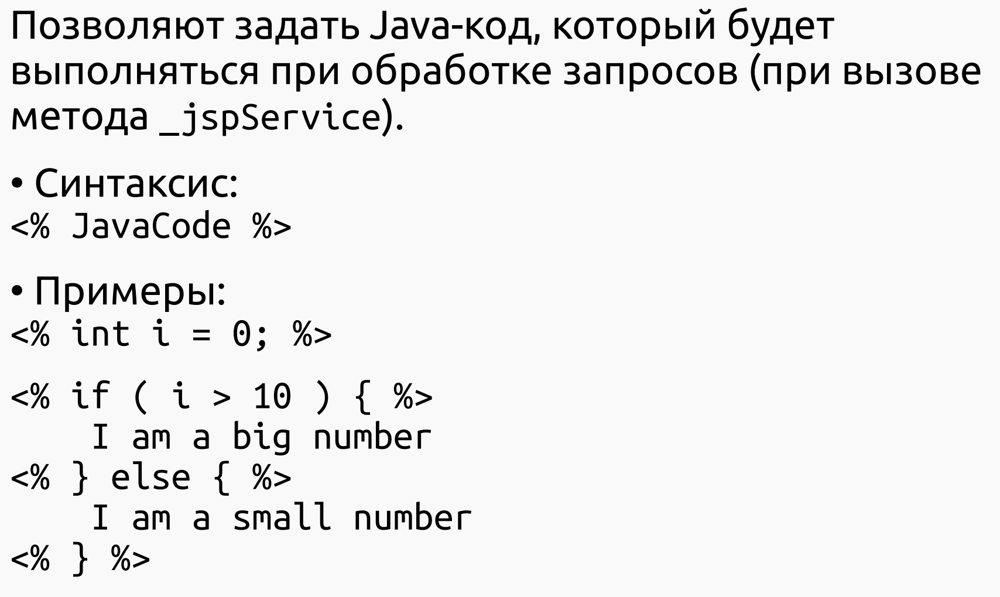 Позволяют задать Java-код, который будет
выполняться при обработке запросов (при вызове
метода _jspService).
• Синтаксис:
<% JavaCode %>
• Примеры:
<% int i = 0; %>
<% if ( i > 10 ) { %>
    I am a big number
<% } else { %>
    I am a small number
<% } %>